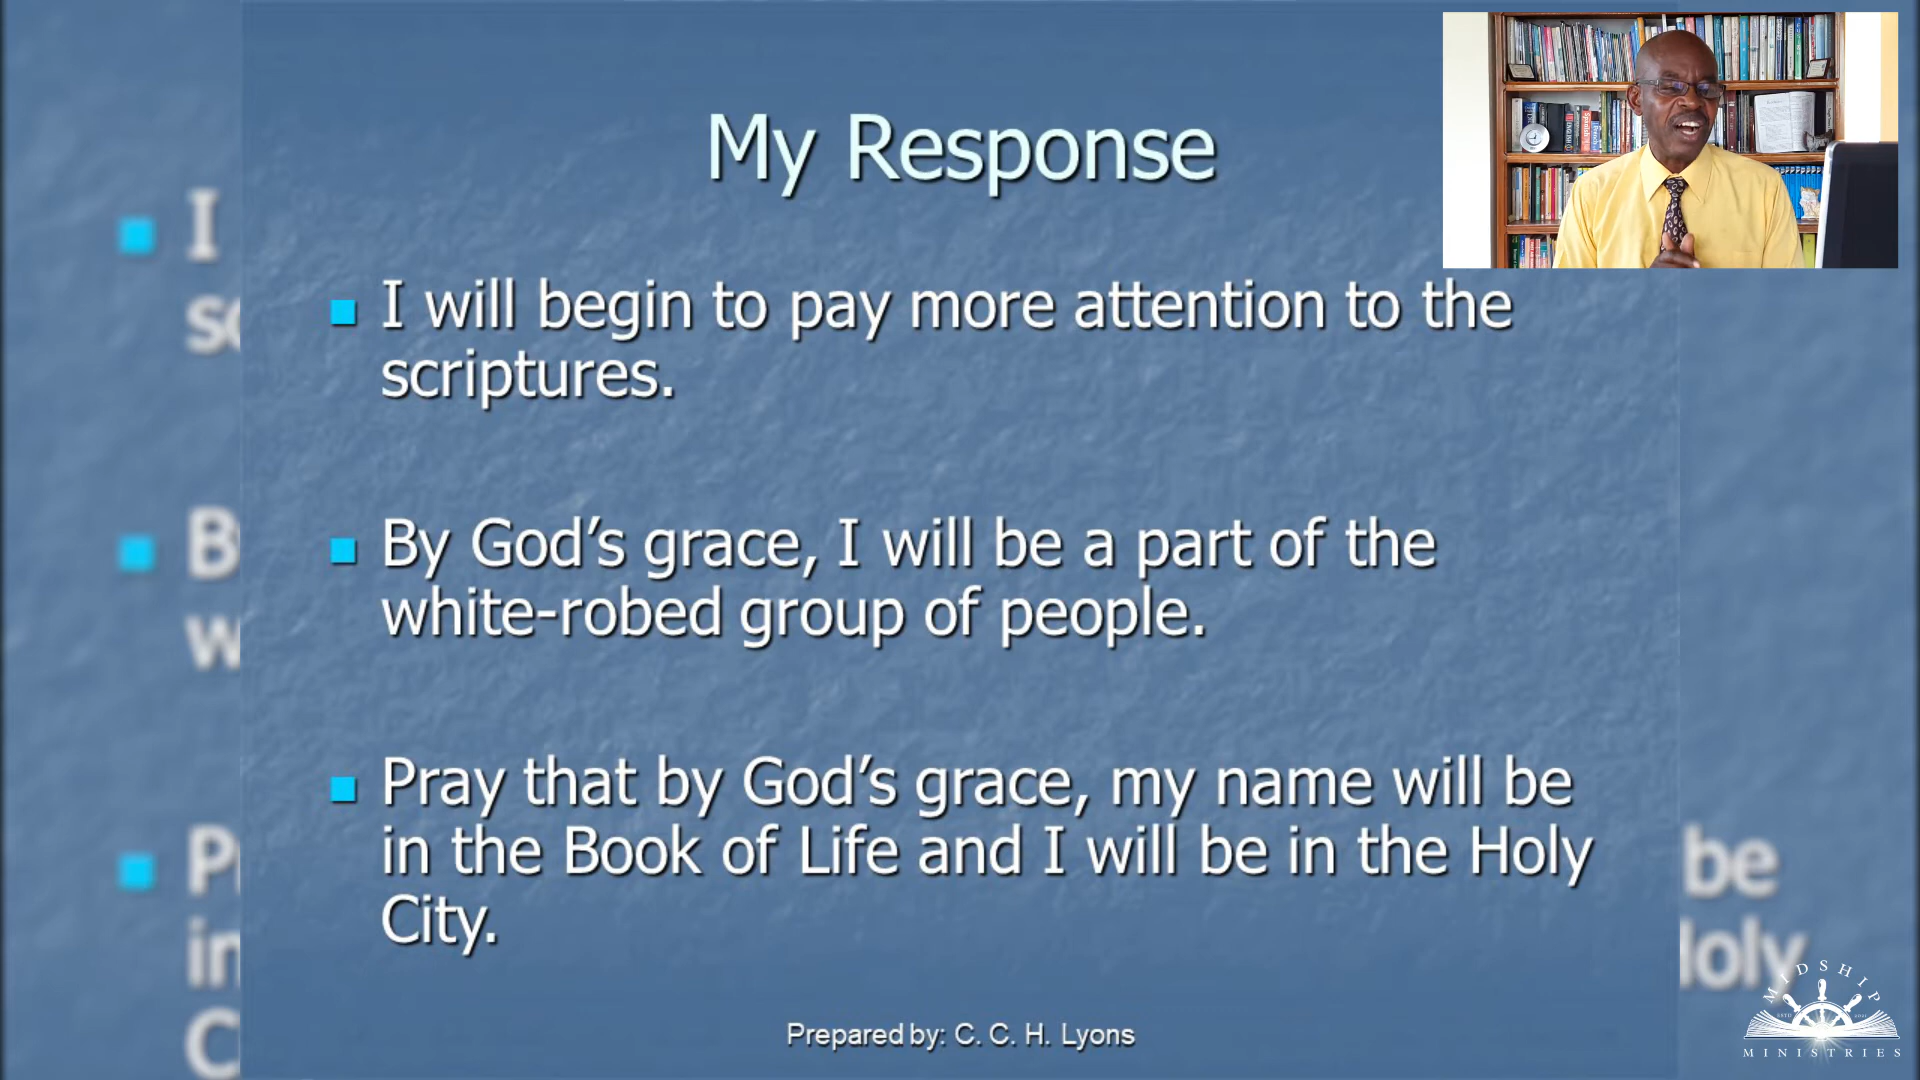 My Response
I will begin to pay more attention to the
scriptures.
By God’s grace, I will be a part of the
white-robed group of people.
Pray that by God’s grace, my name will be
in the Book of Life and I will be in the Holy
City.
Prepared by: C. C. H. Lyons
MIDSHIP
MINISTRIES